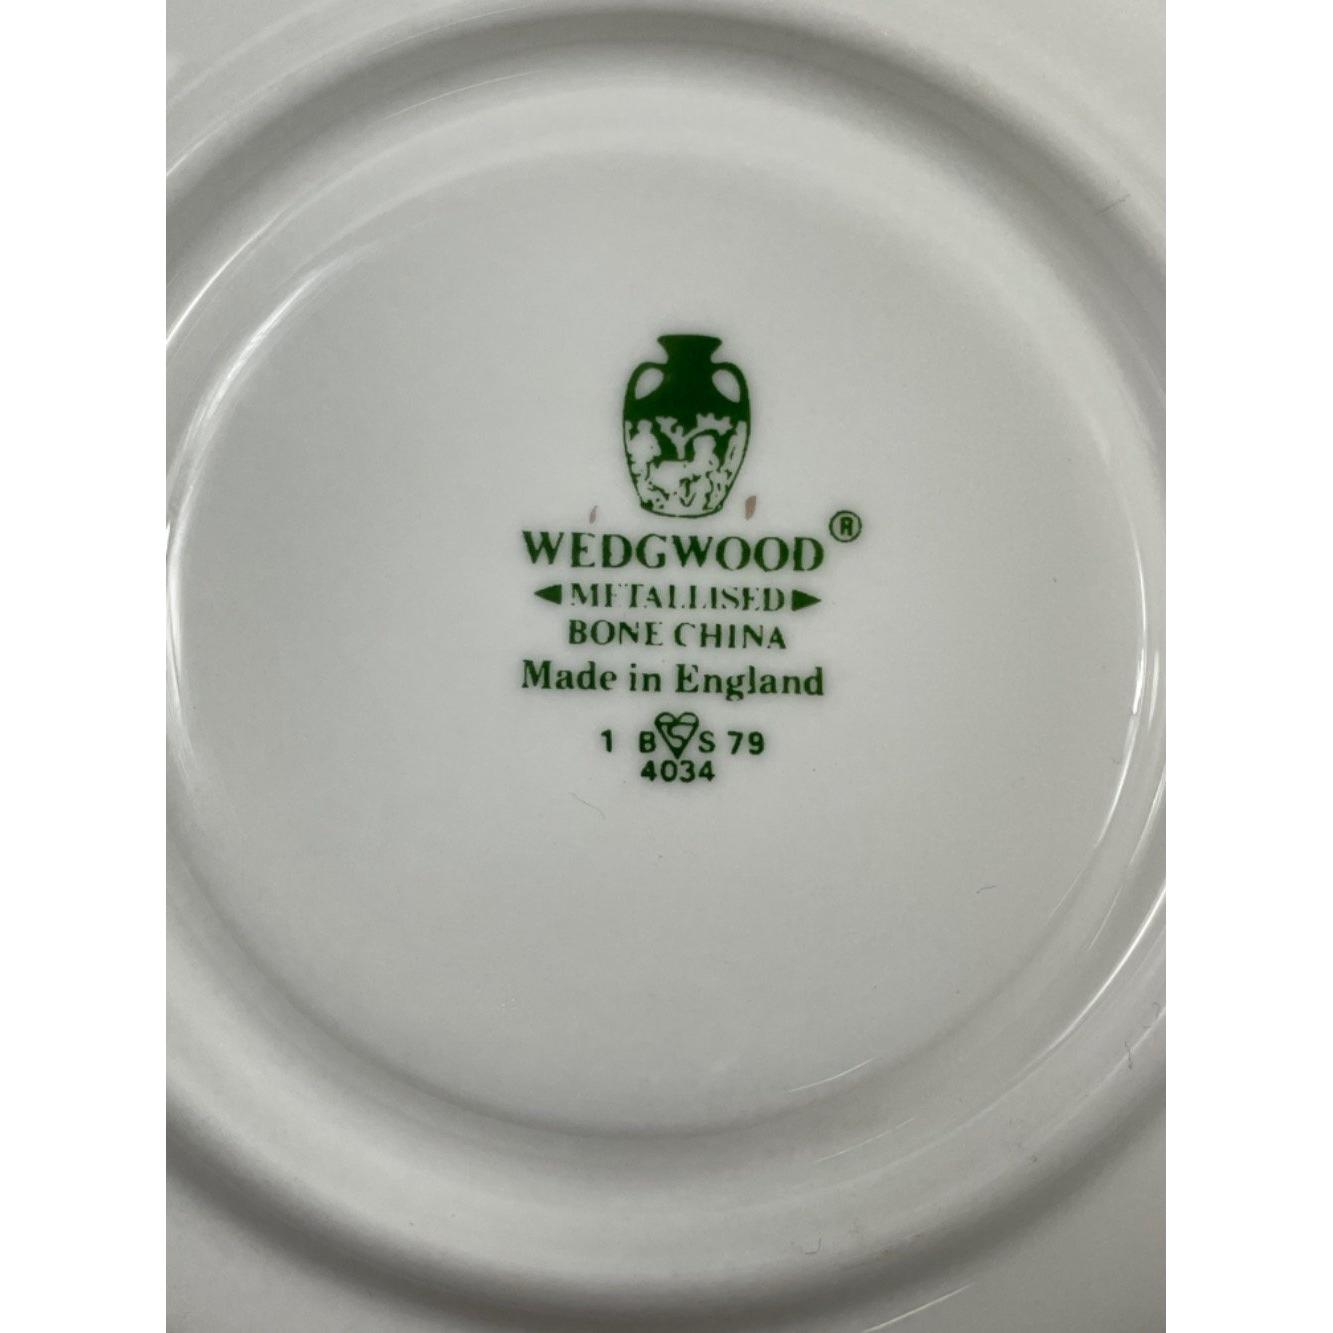 WEDGWOOD®
METALLISED
BONE CHINA
Made in England
1 B S 79
4034